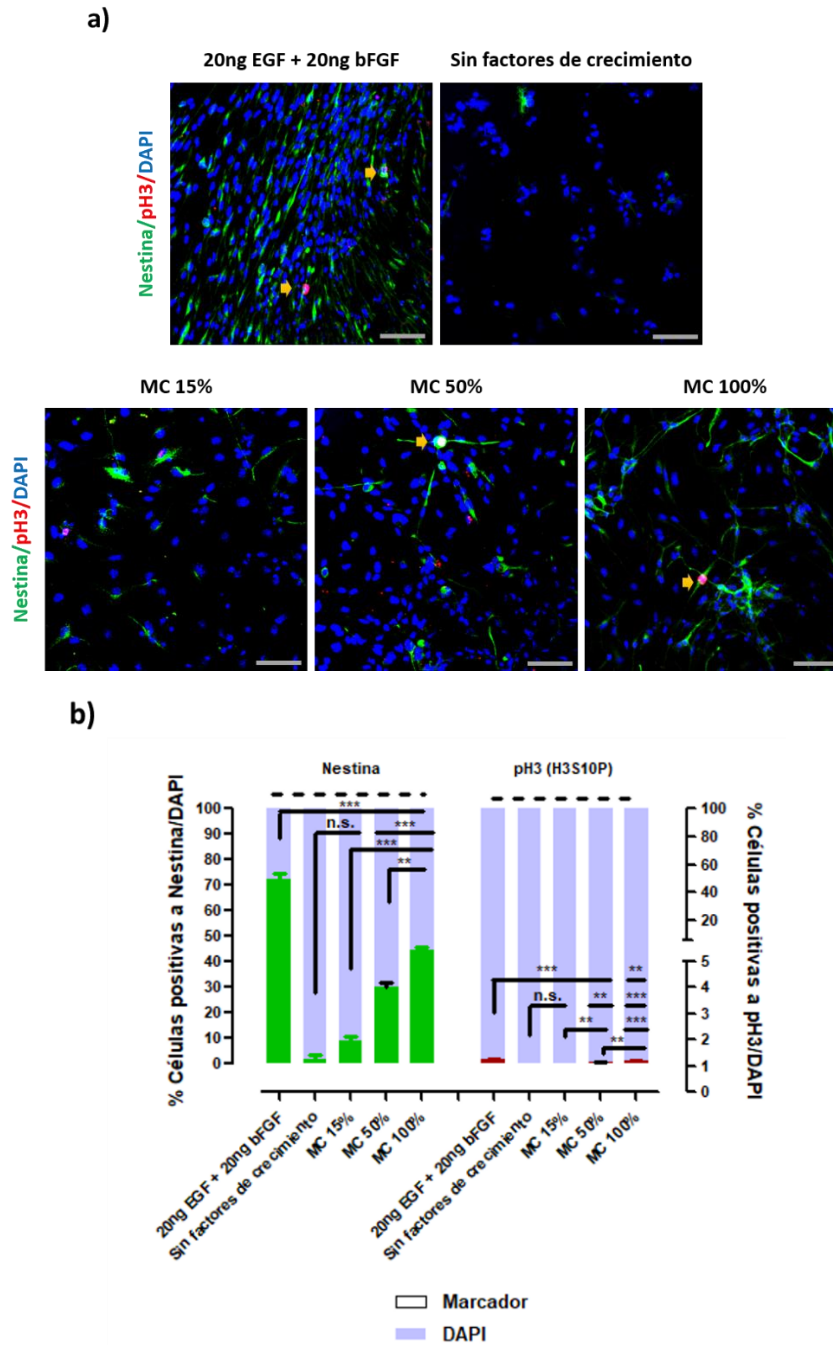 a)
20ng EGF + 20ng bFGF
Sin factores de crecimiento
Nestina/pH3/DAPI
MC 15%
MC 50%
MC 100%
Nestina/pH3/DAPI
b)
Nestina
pH3 (H3S10P)
% Células positivas a Nestina/DAPI
100
90
80
70
60
50
40
30
20
10
0
***
n.s.
***
***
**
***
**
n.s.
**
***
**
***
**
100
80
60
40
20
5
4
3
2
1
0
% Células positivas a pH3/DAPI
20ng EGF + 20ng bFGF
Sin factores de crecimiento
MC 15%
MC 50%
MC 100%
20ng EGF + 20ng bFGF
Sin factores de crecimiento
MC 15%
MC 50%
MC 100%
Marcador
DAPI